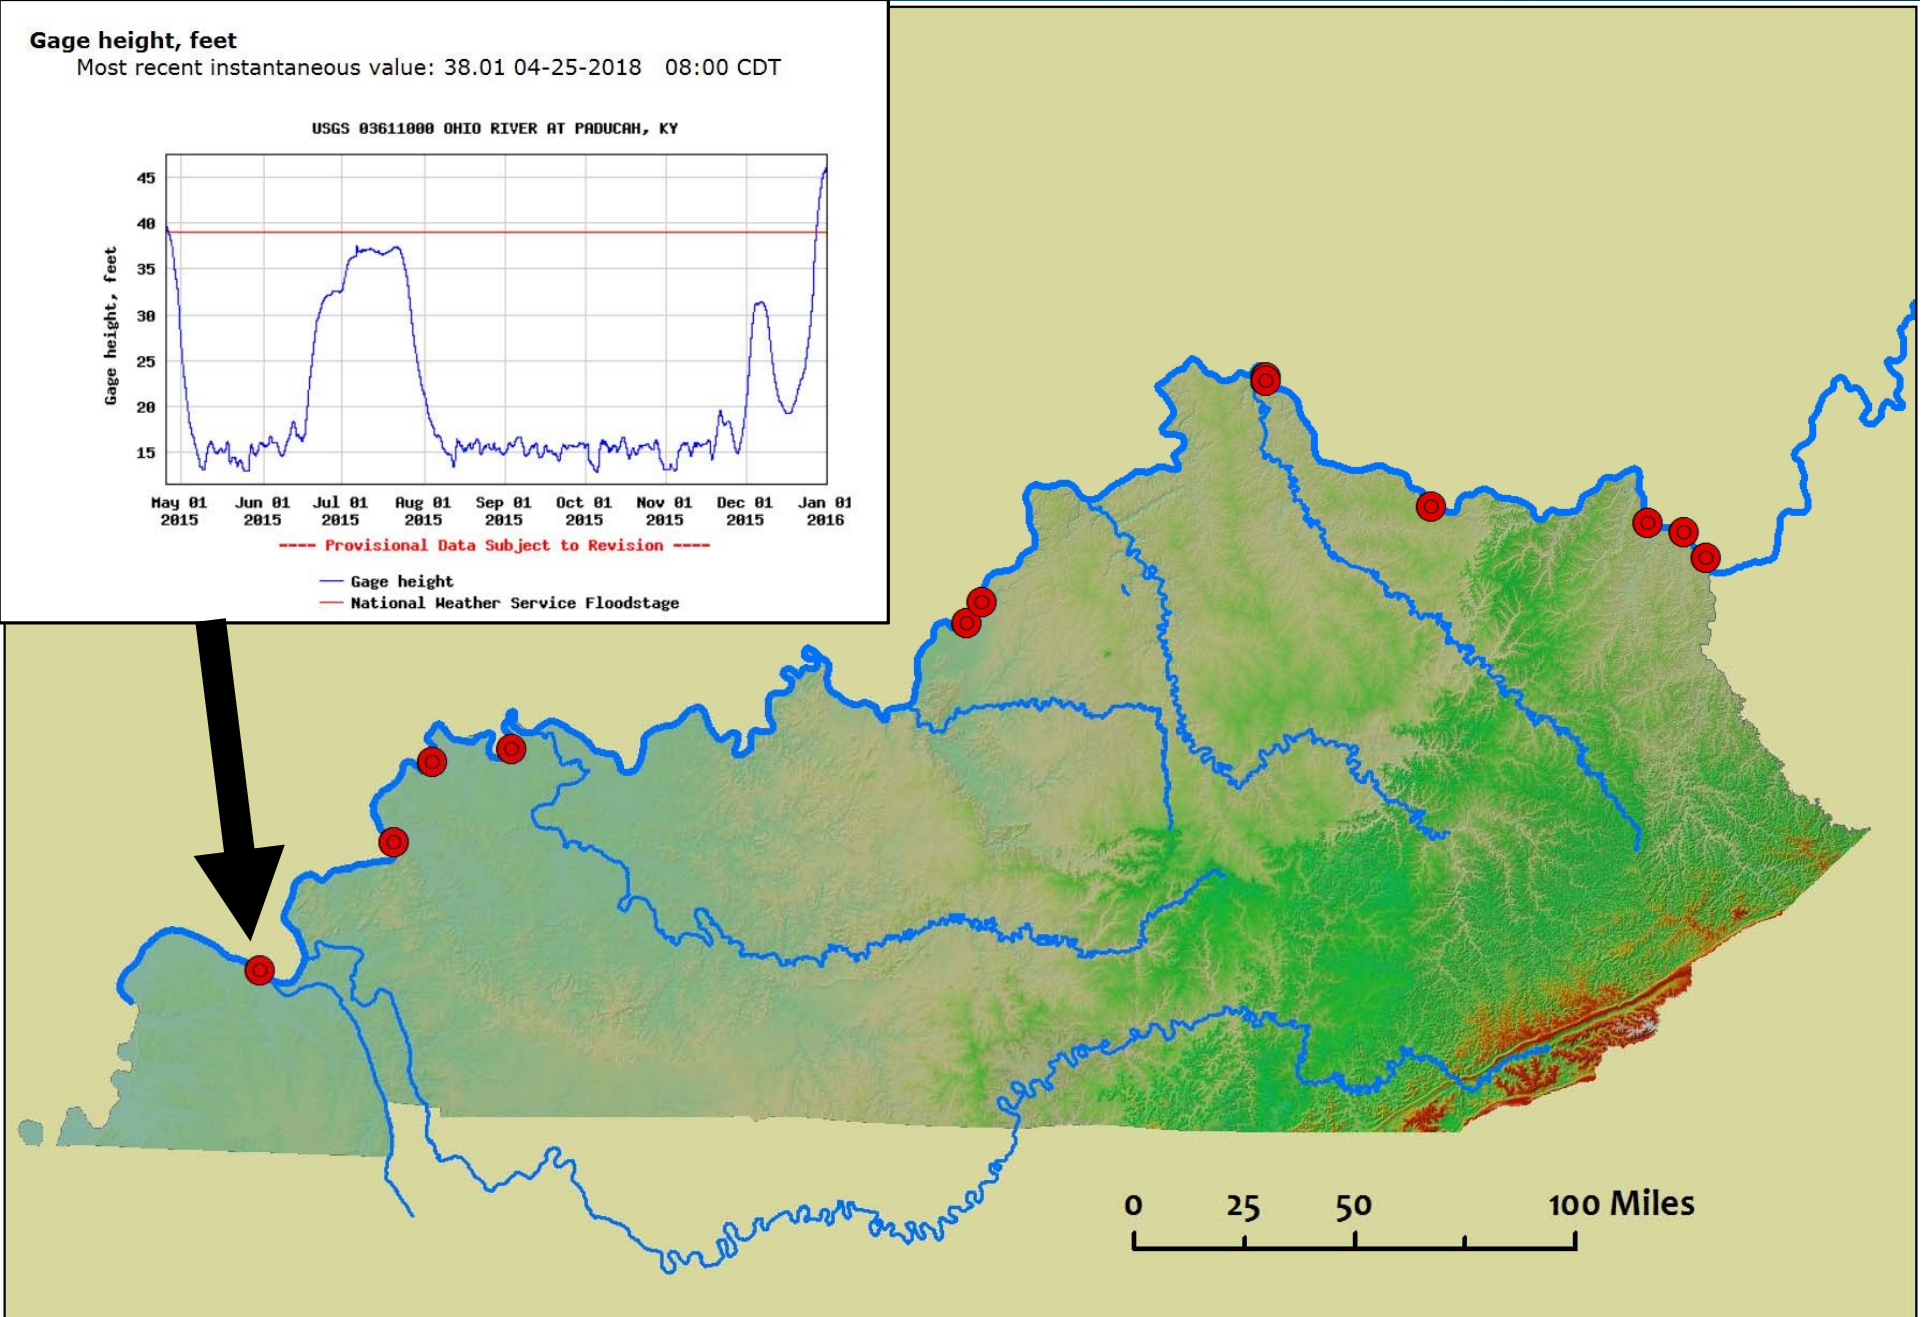 Gage height, feet
Most recent instantaneous value: 38.01 04-25-2018 08:00 CDT
USGS 03611000 OHIO RIVER AT PADUCAH, KY
Gage height, feet
45
40
35
30
25
20
15
May 01 Jun 01 Jul 01 Aug 01 Sep 01 Oct 01 Nov 01 Dec 01 Jan 01
2015 2015 2015 2015 2015 2015 2015 2015 2016
---- Provisional Data Subject to Revision ----
Gage height
National Weather Service Floodstage
0 25 50 100 Miles